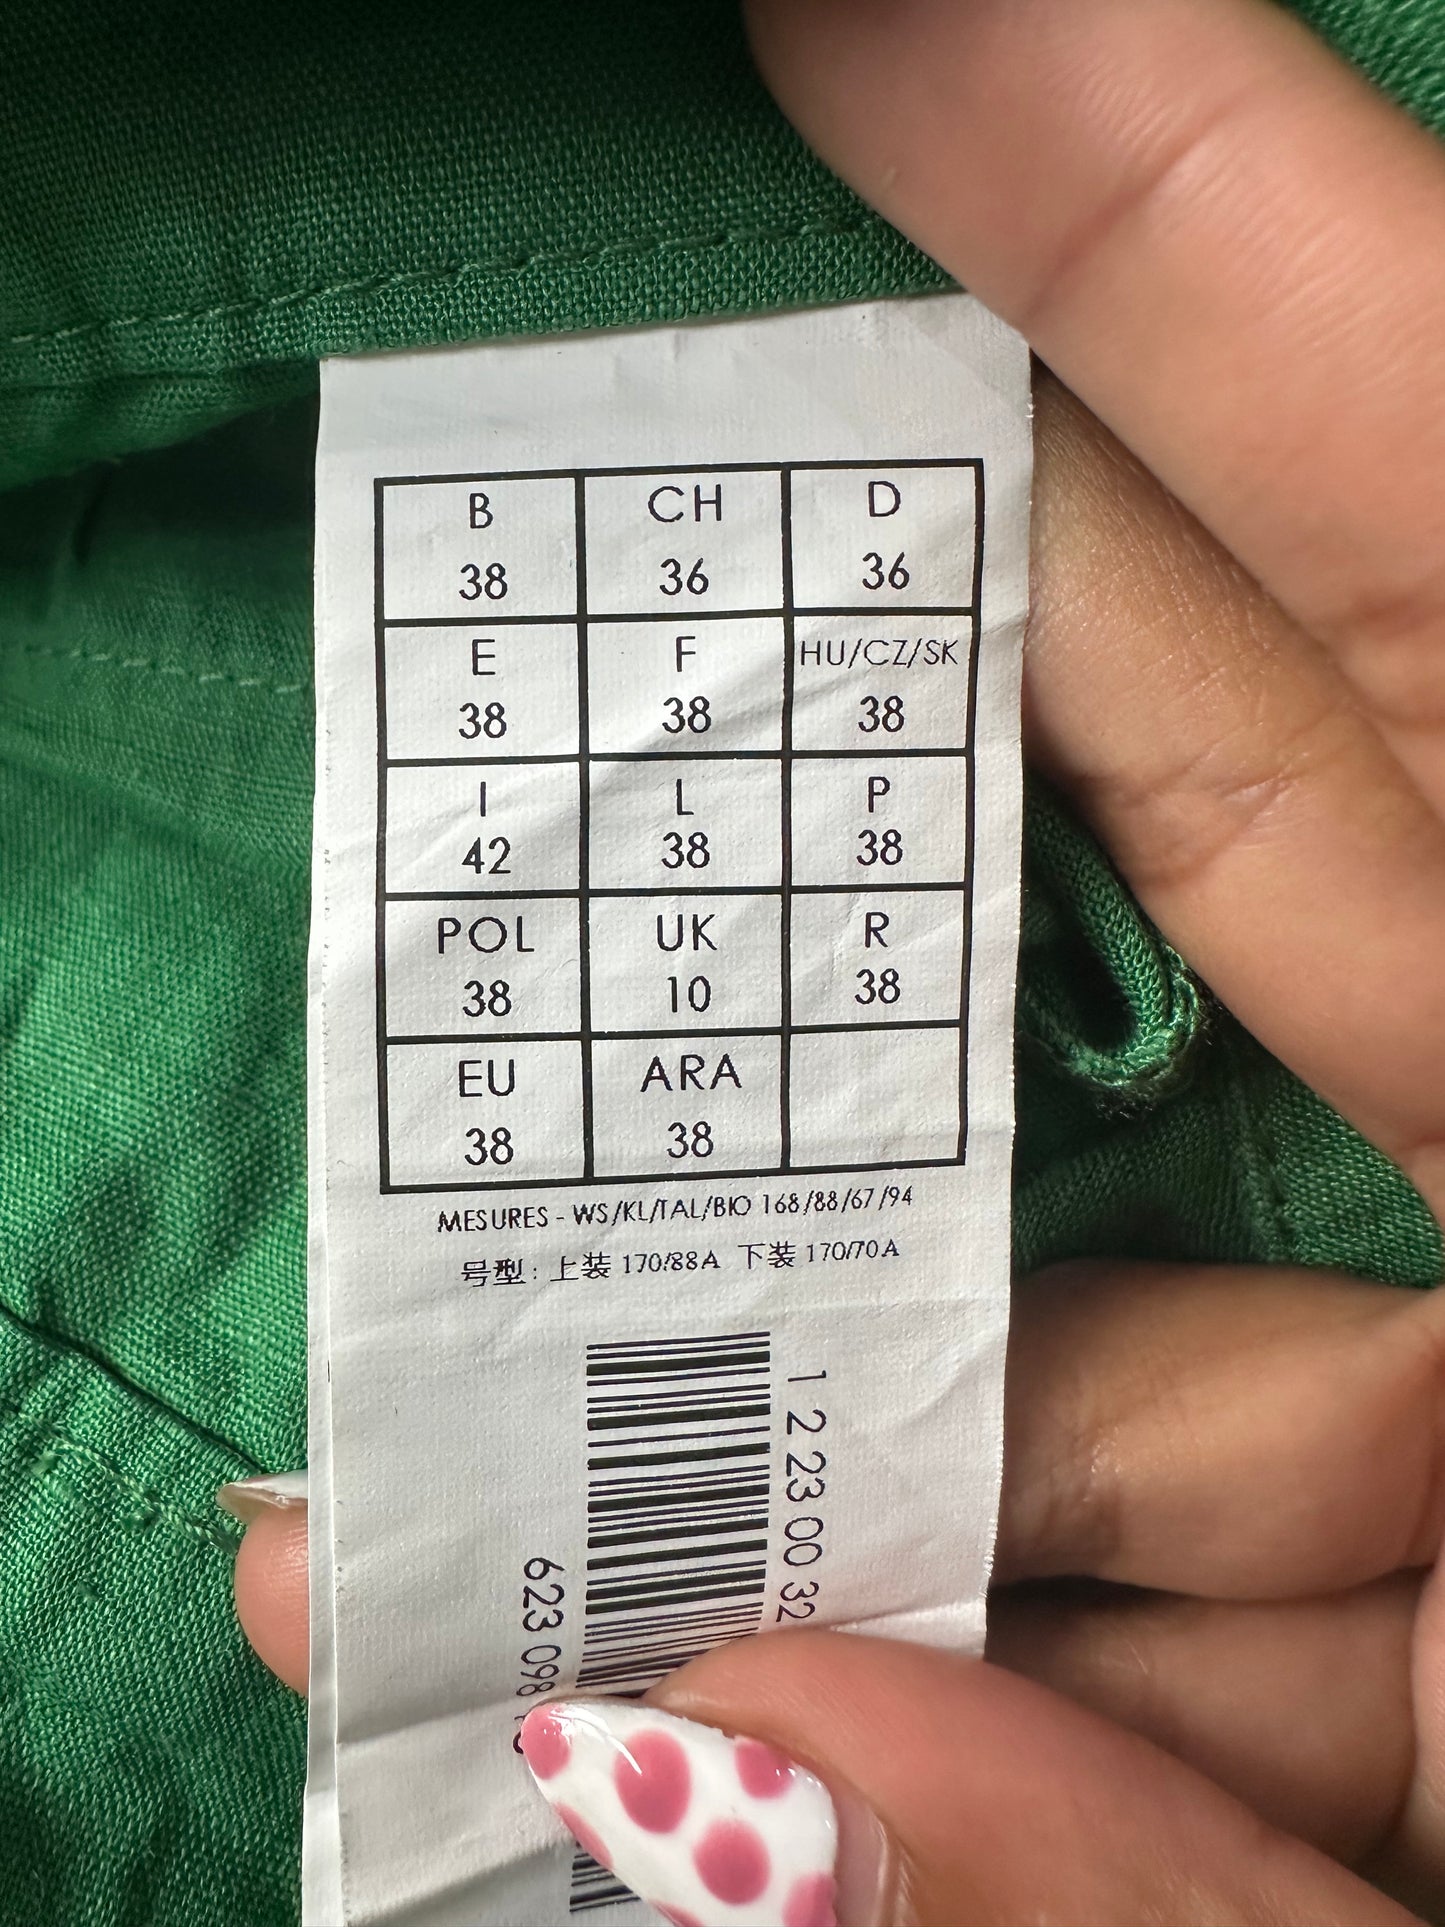 B CH D
38 36 36
E F HU/CZ/SK
38 38 38
I L P
42 38 38
POL UK R
38 10 38
EU ARA
38 38
MESURES - WS/KL/TAL/BIO 168/88/67/94
号型: 上装 170/88A 下装 170/70A
1 2 23 00 32
623 098